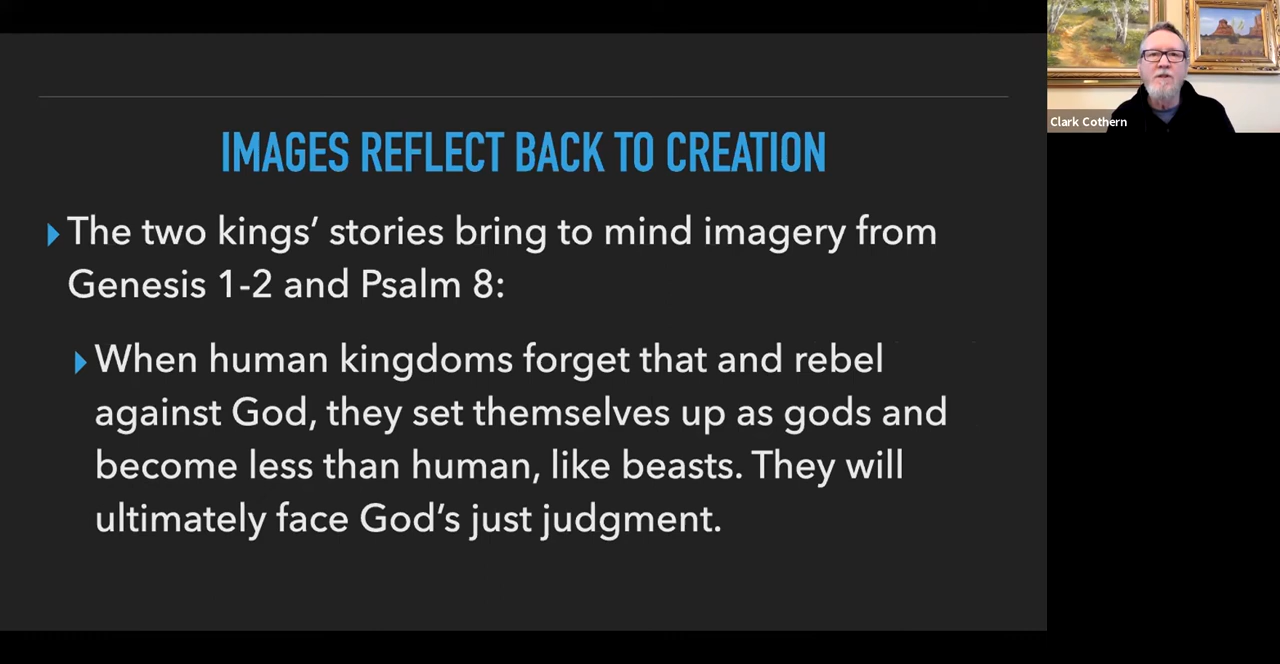 IMAGES REFLECT BACK TO CREATION
The two kings’ stories bring to mind imagery from
Genesis 1-2 and Psalm 8:
When human kingdoms forget that and rebel
against God, they set themselves up as gods and
become less than human, like beasts. They will
ultimately face God’s just judgment.
Clark Cothern